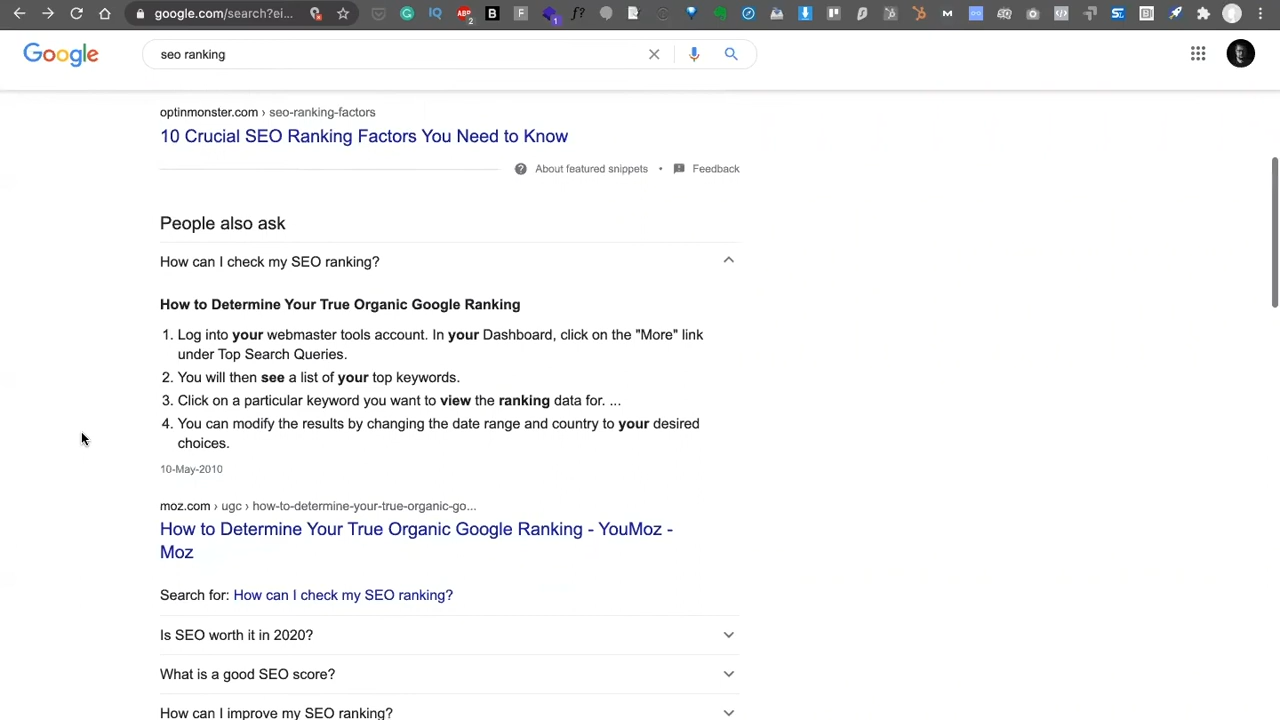 google.com/search?ei...
Google
seo ranking
optinmonster.com › seo-ranking-factors
10 Crucial SEO Ranking Factors You Need to Know
About featured snippets • Feedback
People also ask
How can I check my SEO ranking?
How to Determine Your True Organic Google Ranking
1. Log into your webmaster tools account. In your Dashboard, click on the "More" link
under Top Search Queries.
2. You will then see a list of your top keywords.
3. Click on a particular keyword you want to view the ranking data for. ...
4. You can modify the results by changing the date range and country to your desired
choices.
10-May-2010
moz.com › ugc › how-to-determine-your-true-organic-go...
How to Determine Your True Organic Google Ranking - YouMoz -
Moz
Search for: How can I check my SEO ranking?
Is SEO worth it in 2020?
What is a good SEO score?
How can I improve my SEO ranking?